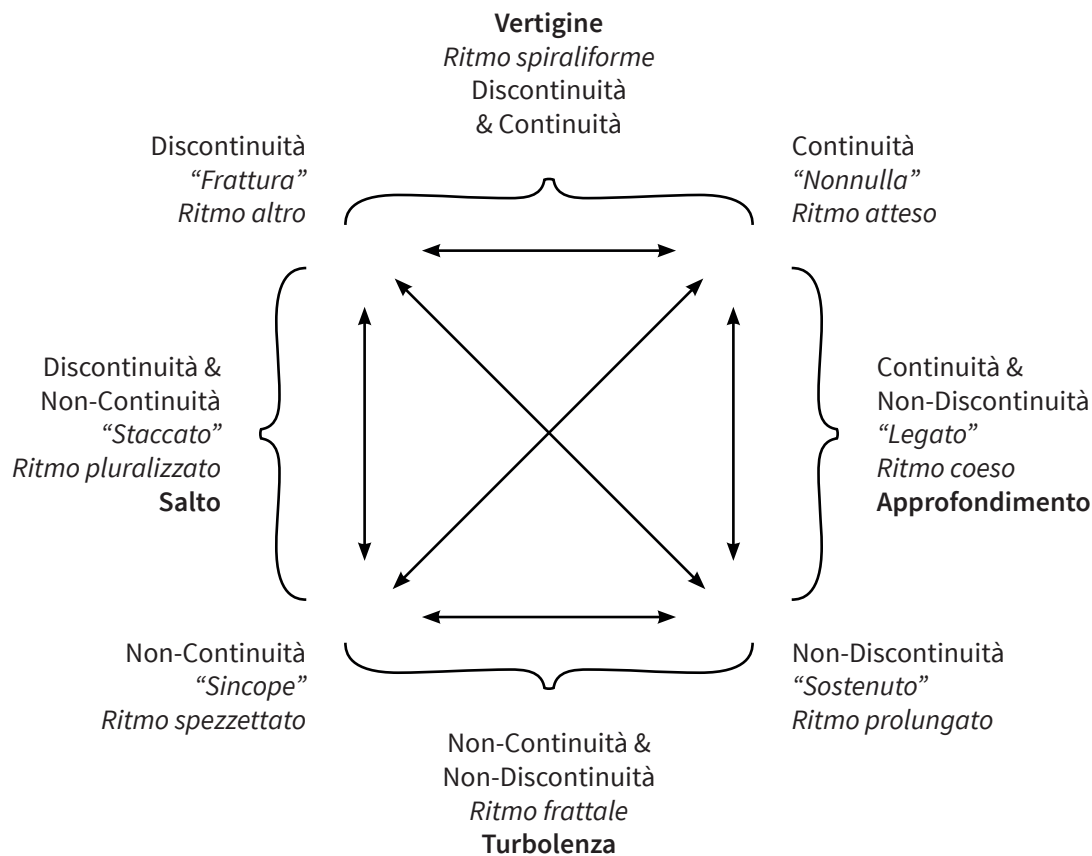 Vertigine
Ritmo spiraliforme
Discontinuità
& Continuità
Discontinuità
“Frattura”
Ritmo altro
Continuità
“Nonnulla”
Ritmo atteso
Discontinuità &
Non-Continuità
“Staccato”
Ritmo pluralizzato
Salto
Continuità &
Non-Discontinuità
“Legato”
Ritmo coeso
Approfondimento
Non-Continuità
“Sincope”
Ritmo spezzettato
Non-Discontinuità
“Sostenuto”
Ritmo prolungato
Non-Continuità &
Non-Discontinuità
Ritmo frattale
Turbolenza